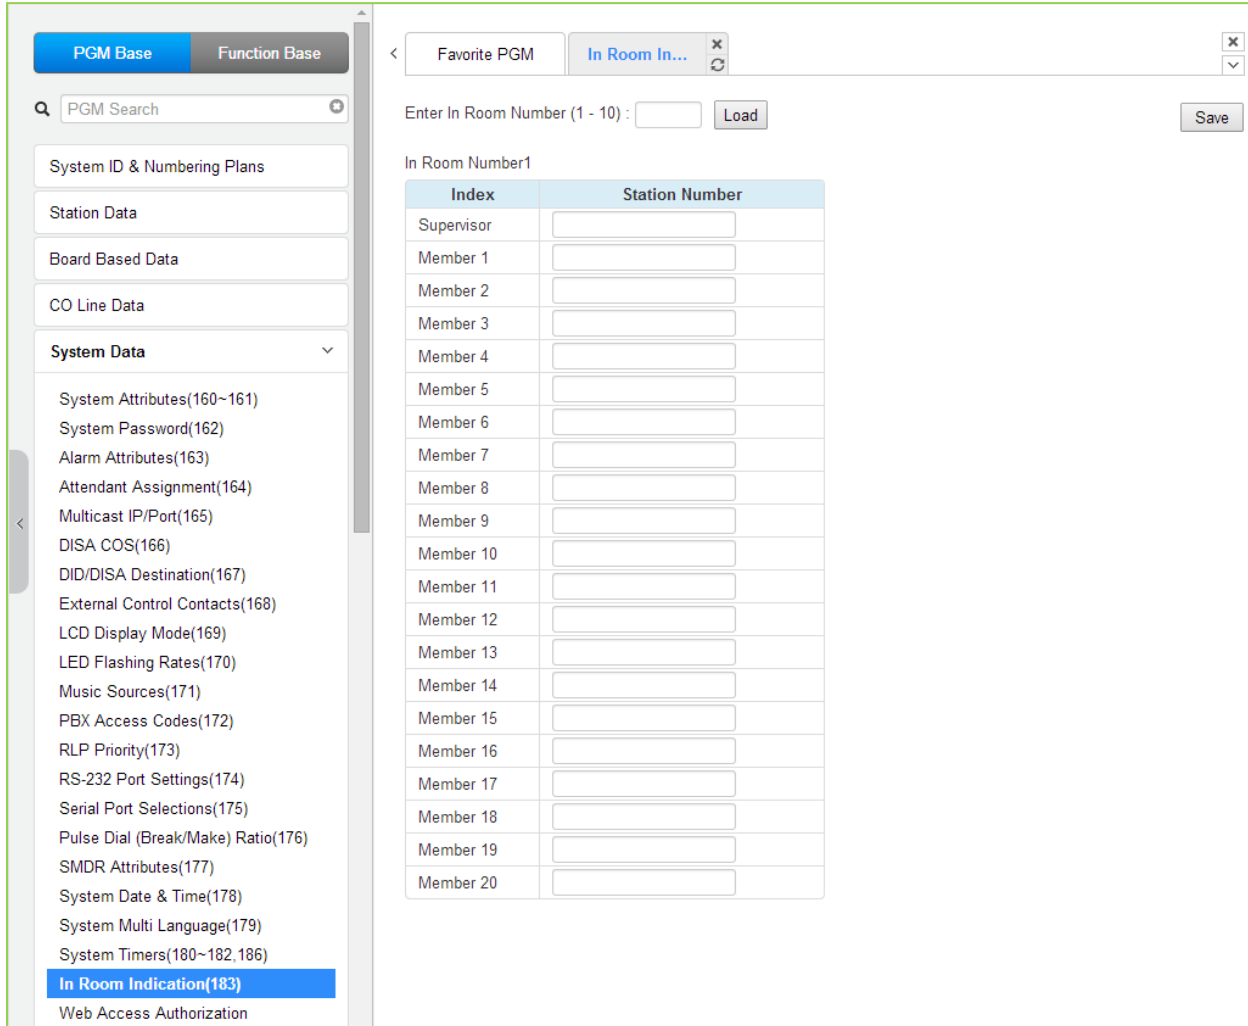 PGM Base Function Base
PGM Search
System ID & Numbering Plans
Station Data
Board Based Data
CO Line Data
System Data
System Attributes(160~161)
System Password(162)
Alarm Attributes(163)
Attendant Assignment(164)
Multicast IP/Port(165)
DISA COS(166)
DID/DISA Destination(167)
External Control Contacts(168)
LCD Display Mode(169)
LED Flashing Rates(170)
Music Sources(171)
PBX Access Codes(172)
RLP Priority(173)
RS-232 Port Settings(174)
Serial Port Selections(175)
Pulse Dial (Break/Make) Ratio(176)
SMDR Attributes(177)
System Date & Time(178)
System Multi Language(179)
System Timers(180~182,186)
In Room Indication(183)
Web Access Authorization
Favorite PGM In Room In...
Enter In Room Number (1 - 10) : Load Save
In Room Number1
Index Station Number
Supervisor
Member 1
Member 2
Member 3
Member 4
Member 5
Member 6
Member 7
Member 8
Member 9
Member 10
Member 11
Member 12
Member 13
Member 14
Member 15
Member 16
Member 17
Member 18
Member 19
Member 20